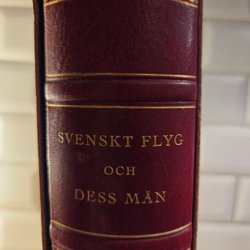 SVENSKT FLYG
OCH
DESS MÄN